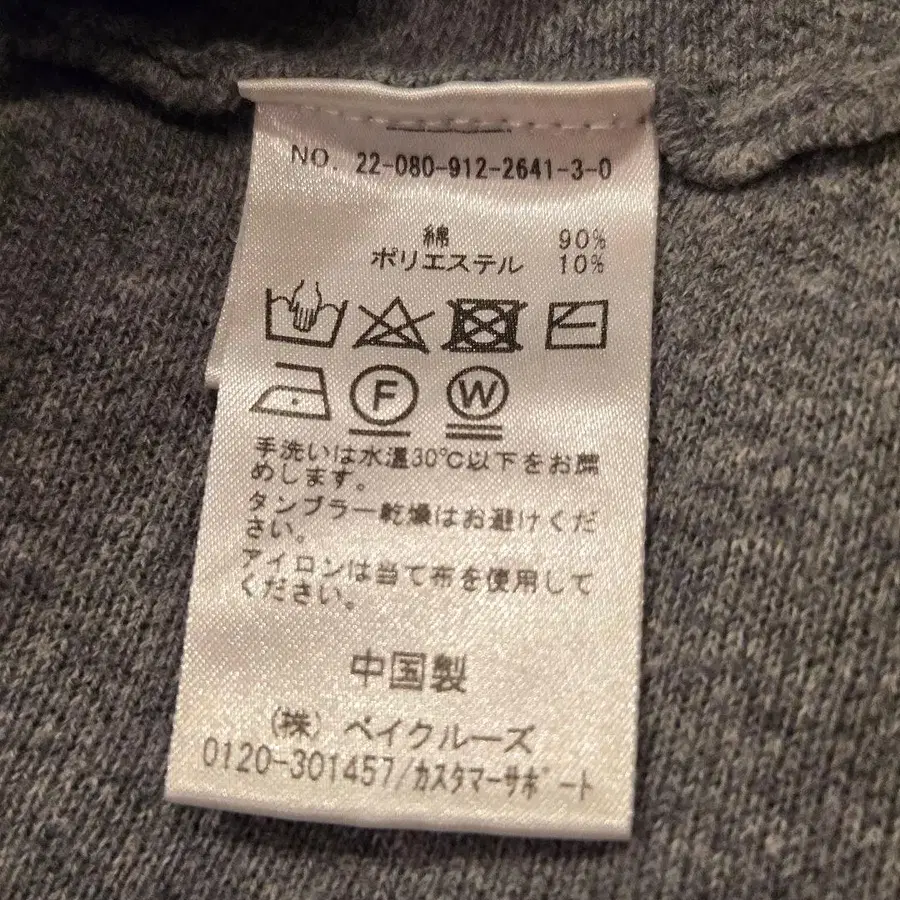 NO. 22-080-912-2641-3-0
綿 90%
ポリエステル 10%
F W
手洗いは水温30℃以下をお薦
めします。
タンブラー乾燥はお避けくだ
さい。
アイロンは当て布を使用して
ください。
中国製
(株) ベイクルーズ
0120-301457/カスタマーサポート